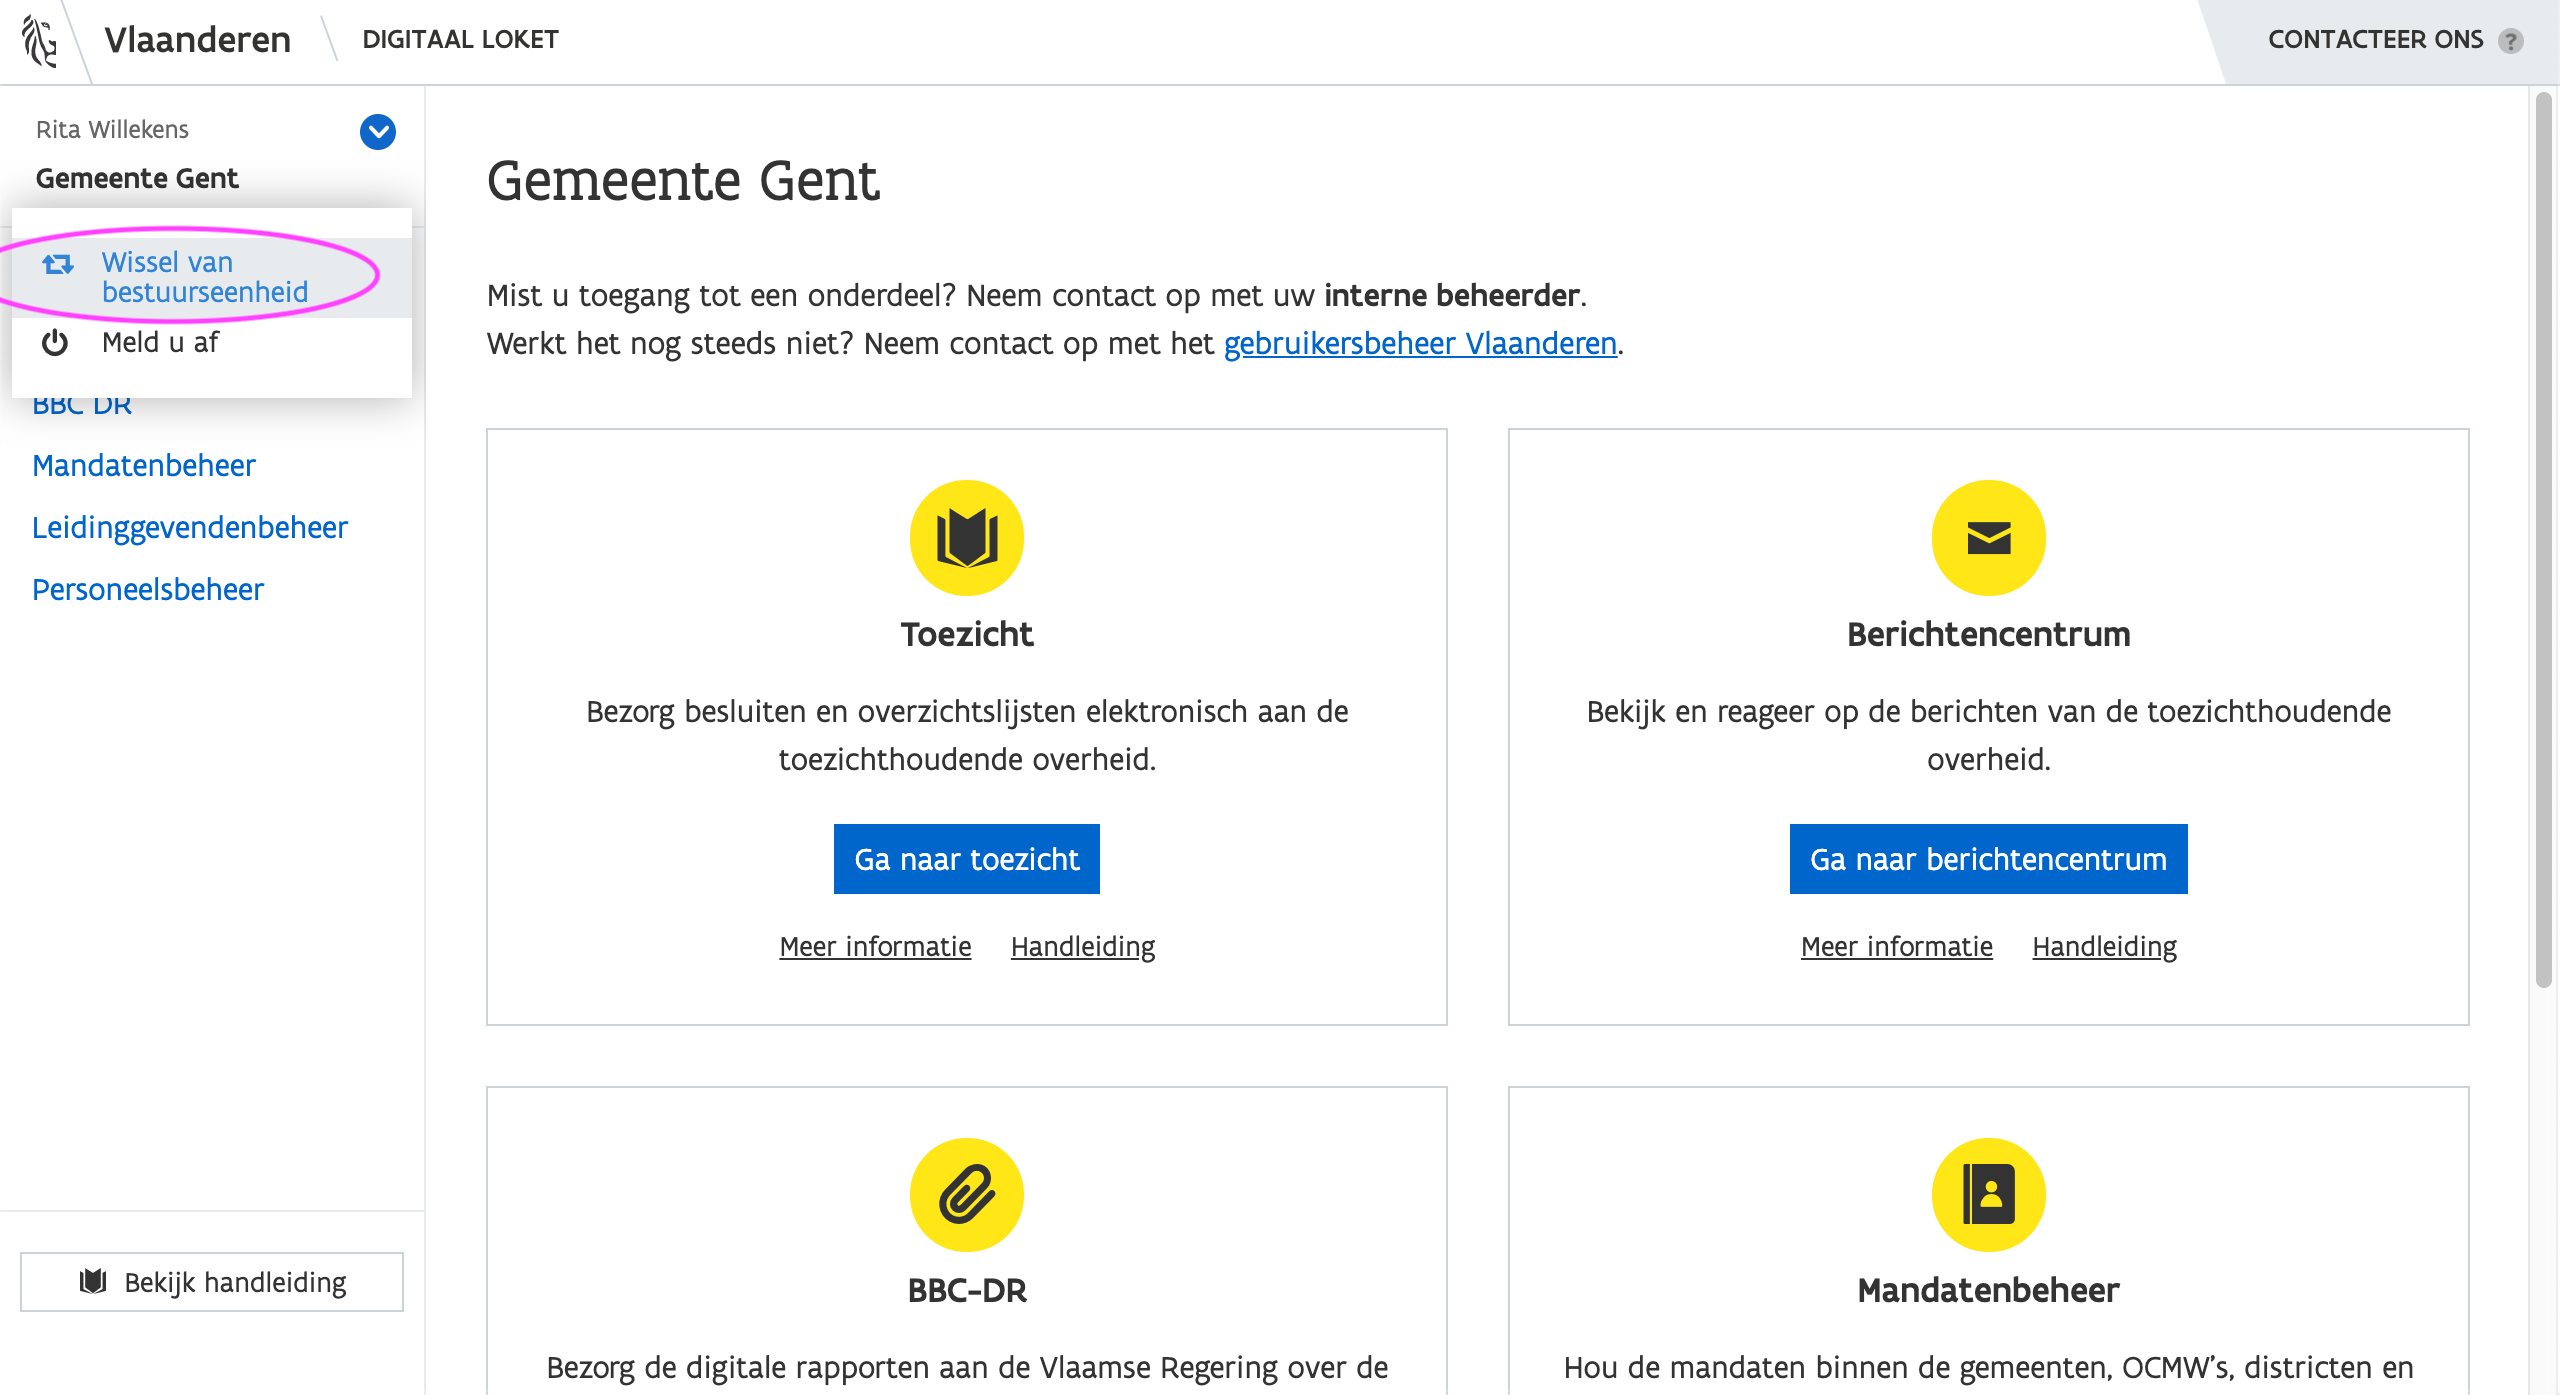 Vlaanderen
DIGITAAL LOKET
CONTACTEER ONS ?
Rita Willekens
Gemeente Gent
Wissel van
bestuurseenheid
Meld u af
BBC DR
Mandatenbeheer
Leidinggevendenbeheer
Personeelsbeheer
Bekijk handleiding
Gemeente Gent
Mist u toegang tot een onderdeel? Neem contact op met uw interne beheerder.
Werkt het nog steeds niet? Neem contact op met het gebruikersbeheer Vlaanderen.
Toezicht
Bezorg besluiten en overzichtslijsten elektronisch aan de
toezichthoudende overheid.
Ga naar toezicht
Meer informatie Handleiding
Berichtencentrum
Bekijk en reageer op de berichten van de toezichthoudende
overheid.
Ga naar berichtencentrum
Meer informatie Handleiding
BBC-DR
Bezorg de digitale rapporten aan de Vlaamse Regering over de
Mandatenbeheer
Hou de mandaten binnen de gemeenten, OCMW's, districten en